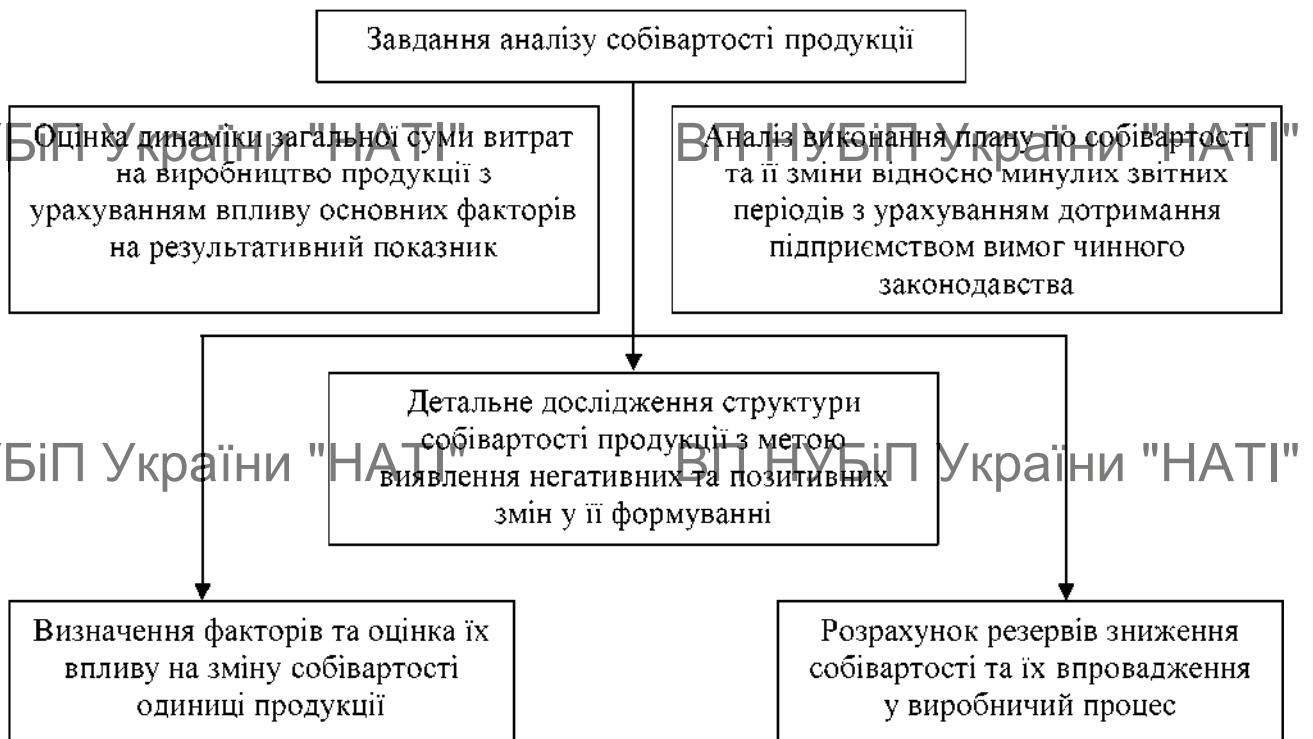 Завдання аналізу собівартості продукції
Оцінка динаміки загальної суми витрат
на виробництво продукції з
урахуванням впливу основних факторів
на результативний показник
Аналіз виконання плану по собівартості
та її зміни відносно минулих звітних
періодів з урахуванням дотримання
підприємством вимог чинного
законодавства
БіП України "НАТІ"
ВП НУБіП України "НАТІ"
Детальне дослідження структури
собівартості продукції з метою
виявлення негативних та позитивних
змін у її формуванні
УБіП України "НАТІ"
ВП НУБіП України "НАТІ"
Визначення факторів та оцінка їх
впливу на зміну собівартості
одиниці продукції
Розрахунок резервів зниження
собівартості та їх впровадження
у виробничий процес